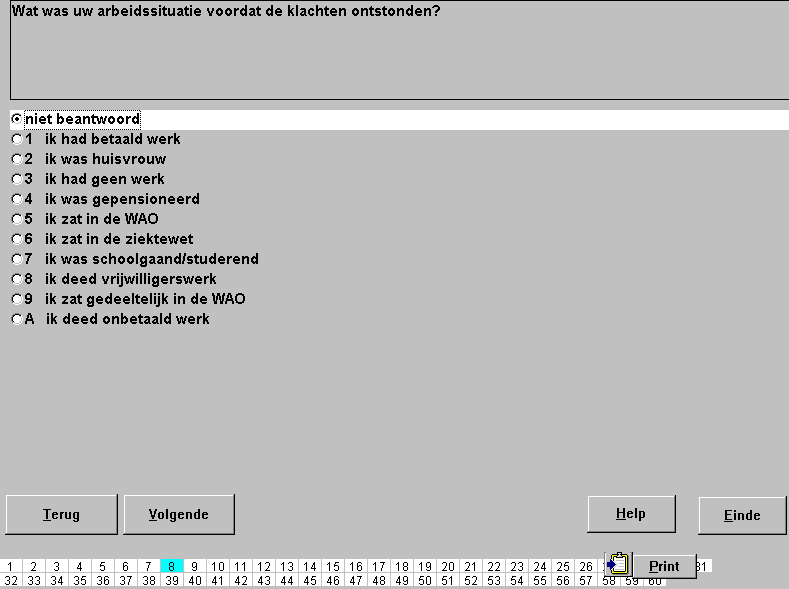 Wat was uw arbeidssituatie voordat de klachten ontstonden?
niet beantwoord
1 ik had betaald werk
2 ik was huisvrouw
3 ik had geen werk
4 ik was gepensioneerd
5 ik zat in de WAO
6 ik zat in de ziektewet
7 ik was schoolgaand/studerend
8 ik deed vrijwilligerswerk
9 ik zat gedeeltelijk in de WAO
A ik deed onbetaald werk
Terug Volgende Help Einde
1 2 3 4 5 6 7 8 9 10 11 12 13 14 15 16 17 18 19 20 21 22 23 24 25 26 Print
32 33 34 35 36 37 38 39 40 41 42 43 44 45 46 47 48 49 50 51 52 53 54 55 56 57 58 59 60